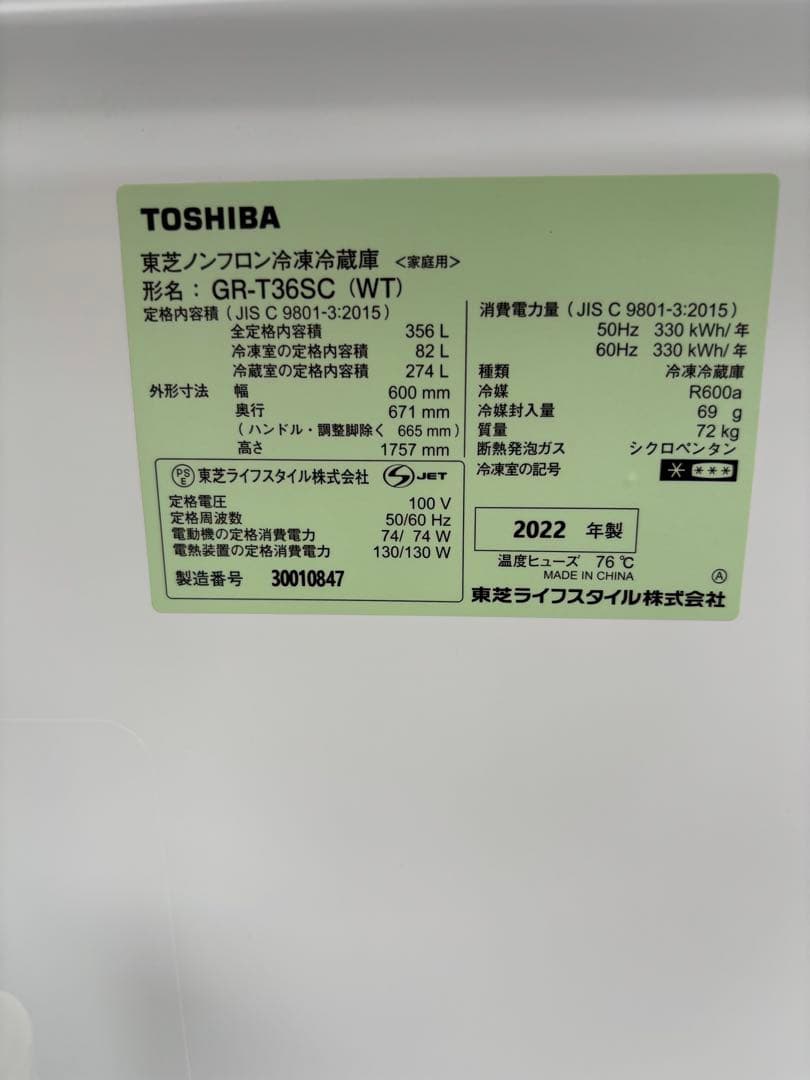 TOSHIBA
東芝ノンフロン冷凍冷蔵庫 <家庭用>
形名: GR-T36SC (WT)
定格内容積 (JIS C 9801-3:2015)
全定格内容積 356 L
冷凍室の定格内容積 82 L
冷蔵室の定格内容積 274 L
外形寸法 幅 600 mm
奥行 671 mm
(ハンドル・調整脚除く 665 mm)
高さ 1757 mm
PS E 東芝ライフスタイル株式会社 S JET
定格電圧 100 V
定格周波数 50/60 Hz
電動機の定格消費電力 74/ 74 W
電熱装置の定格消費電力 130/130 W
製造番号 30010847
消費電力量 (JIS C 9801-3:2015)
50Hz 330 kWh/年
60Hz 330 kWh/年
種類 冷凍冷蔵庫
冷媒 R600a
冷媒封入量 69 g
質量 72 kg
断熱発泡ガス シクロペンタン
冷凍室の記号 * ***
2022 年製
温度ヒューズ 76 ℃
MADE IN CHINA Ⓐ
東芝ライフスタイル株式会社